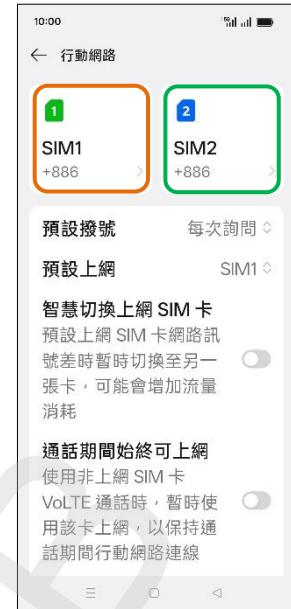 10:00
5G
← 行動網路
1
2
SIM1
SIM2
+886
+886
預設撥號 每次詢問
預設上網 SIM1
智慧切換上網 SIM 卡
預設上網 SIM 卡網路訊
號差時暫時切換至另一
張卡，可能會增加流量
消耗
通話期間始終可上網
使用非上網 SIM 卡
VoLTE 通話時，暫時使
用該卡上網，以保持通
話期間行動網路連線